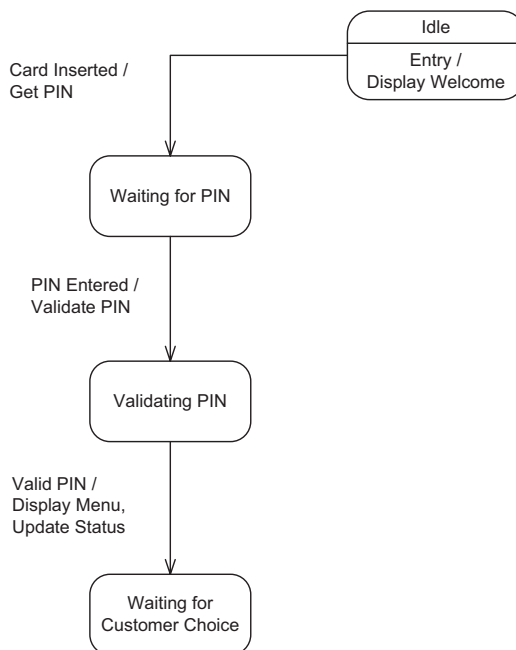 Idle
Entry /
Display Welcome
Card Inserted /
Get PIN
Waiting for PIN
PIN Entered /
Validate PIN
Validating PIN
Valid PIN /
Display Menu,
Update Status
Waiting for
Customer Choice